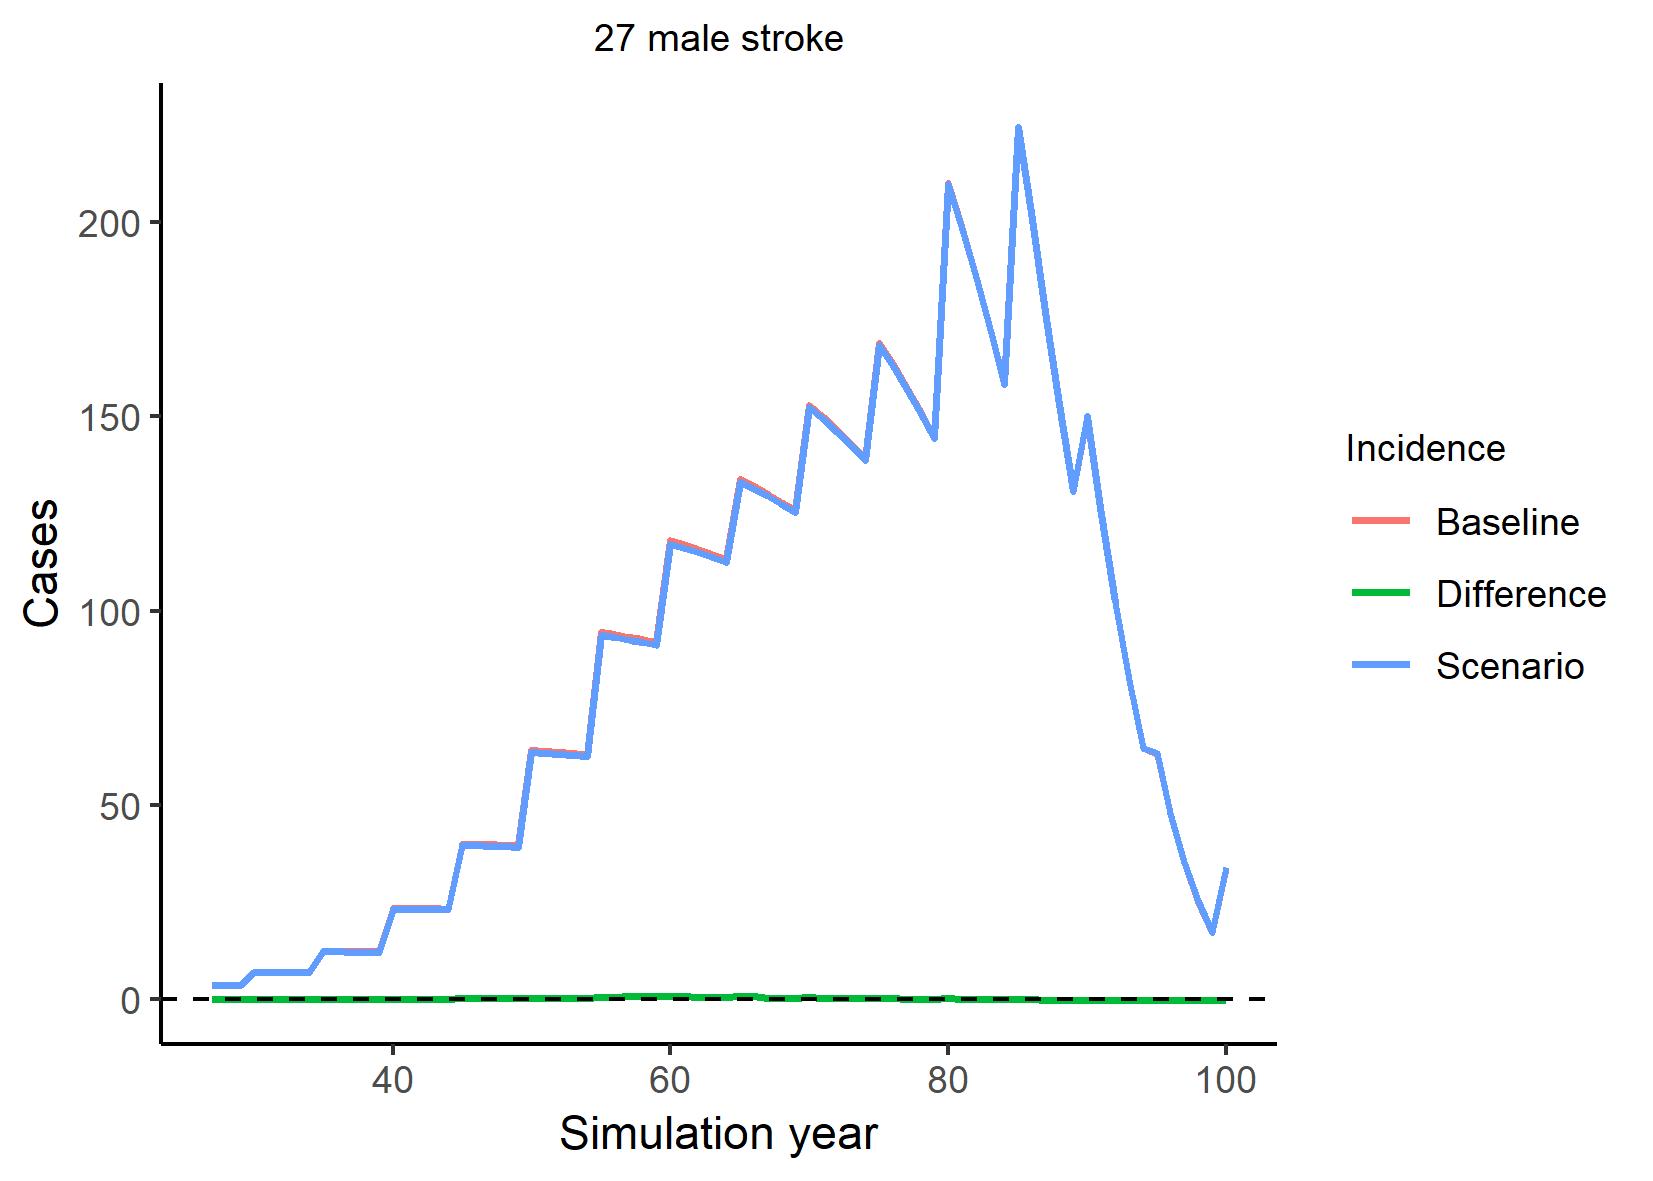 27 male stroke
Cases
200
150
100
50
0
40 60 80 100
Simulation year
Incidence
Baseline
Difference
Scenario